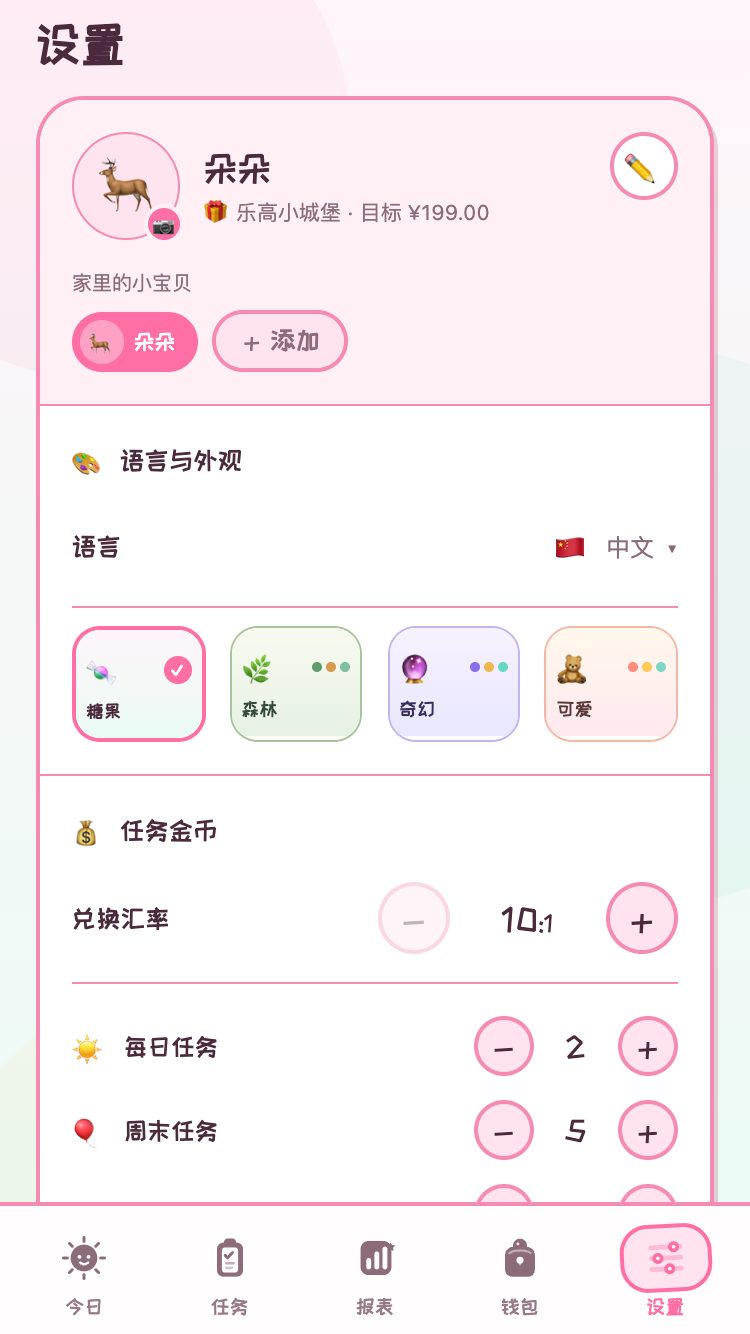 设置
朵朵
乐高小城堡 · 目标 ¥199.00
家里的小宝贝
朵朵
+ 添加
语言与外观
语言
中文 ▾
糖果
森林
奇幻
可爱
任务金币
兑换汇率
− 10:1 +
每日任务
− 2 +
周末任务
− 5 +
今日
任务
报表
钱包
设置